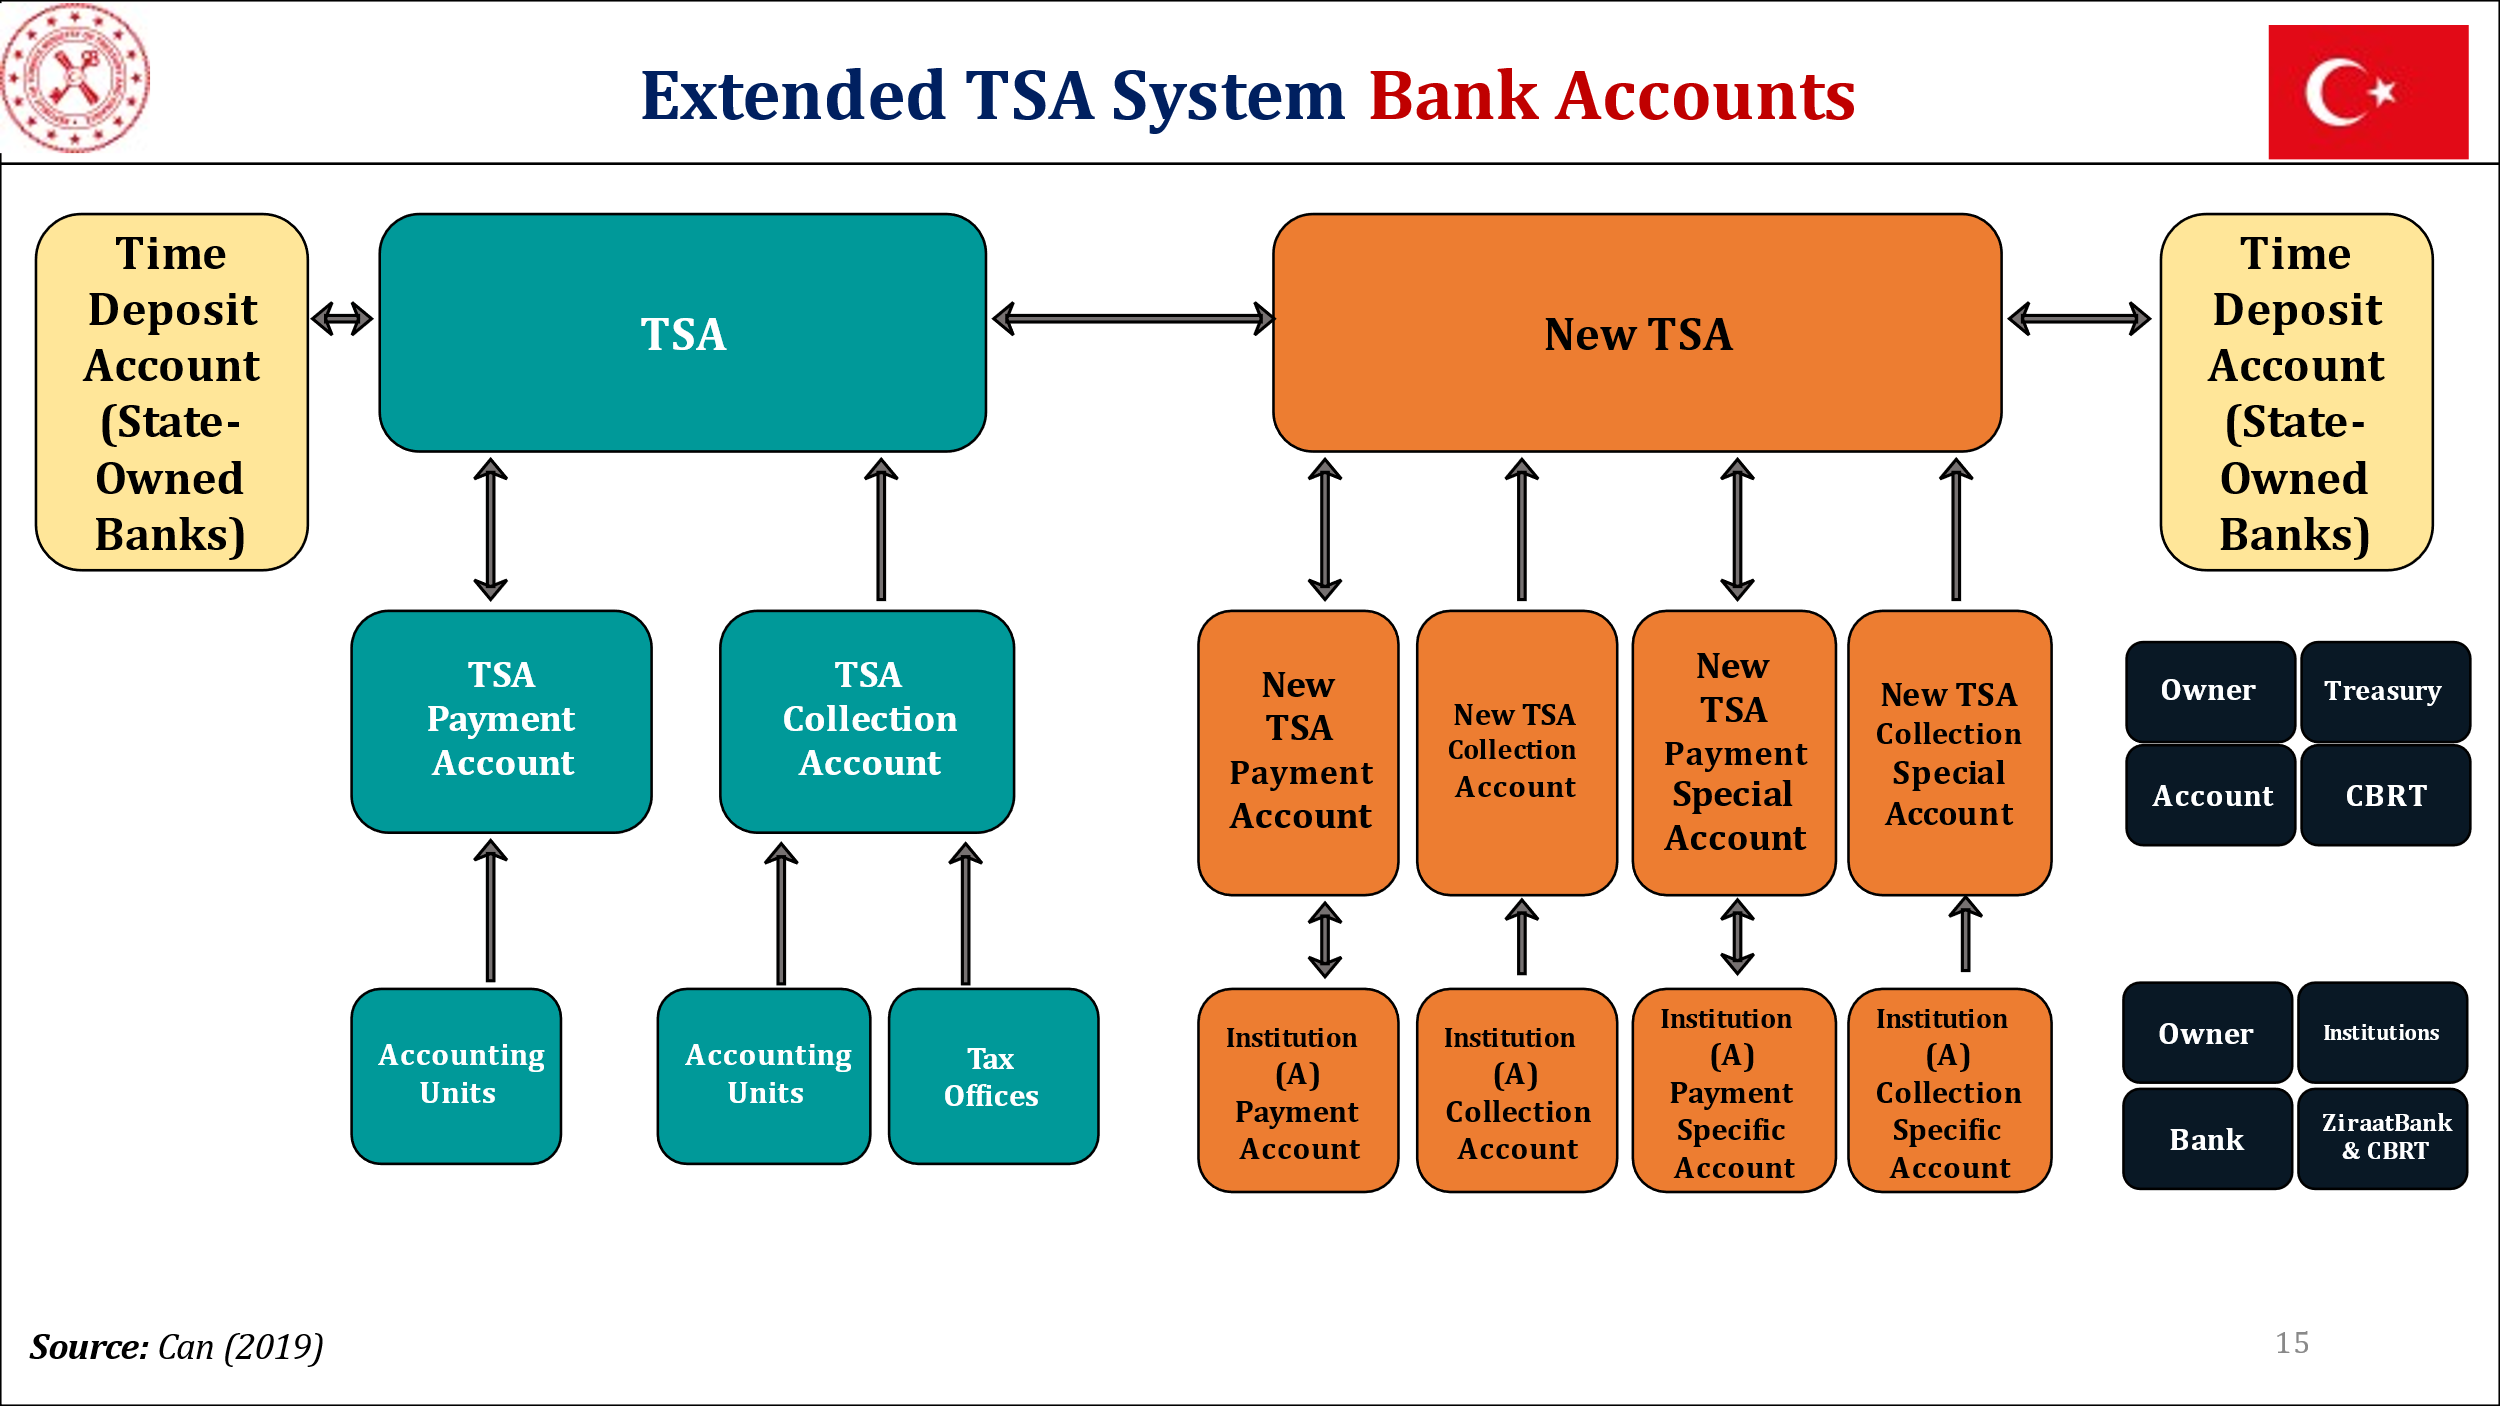 Extended TSA System Bank Accounts
Time
Deposit
Account
(State-
Owned
Banks)
TSA
New TSA
Time
Deposit
Account
(State-
Owned
Banks)
TSA
Payment
Account
TSA
Collection
Account
New
TSA
Payment
Account
New TSA
Collection
Account
New
TSA
Payment
Special
Account
New TSA
Collection
Special
Account
Owner
Treasury
Account
CBRT
Accounting
Units
Accounting
Units
Tax
Offices
Institution
(A)
Payment
Account
Institution
(A)
Collection
Account
Institution
(A)
Payment
Specific
Account
Institution
(A)
Collection
Specific
Account
Owner
Institutions
Bank
ZiraatBank
& CBRT
Source: Can (2019)
15